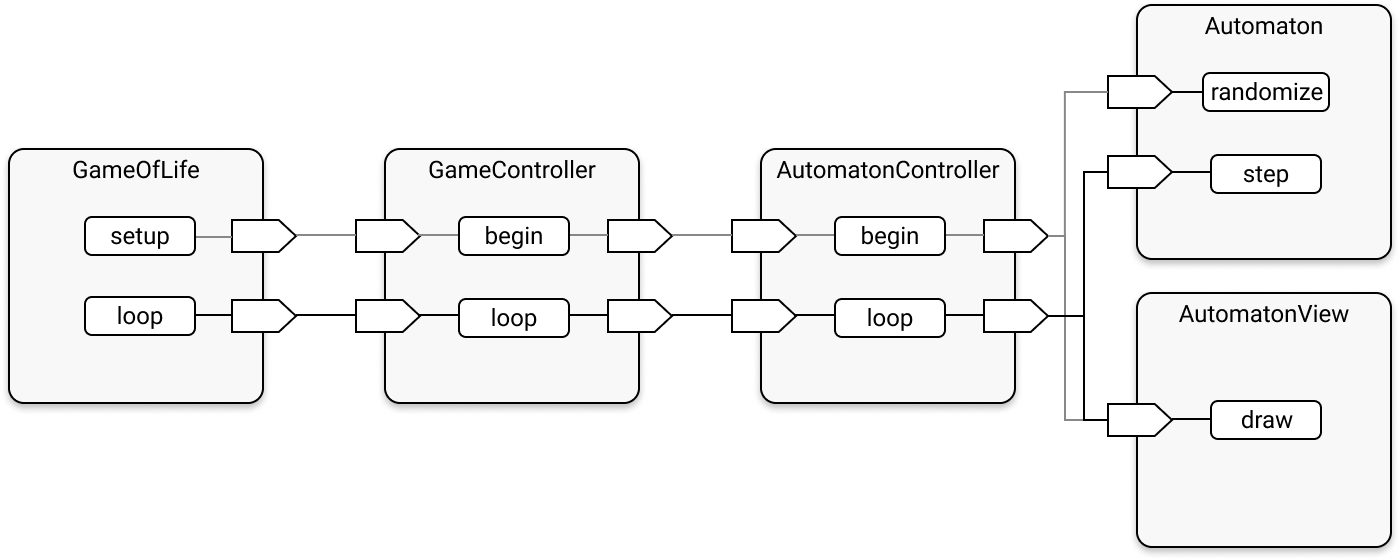 GameOfLife
setup
loop
GameController
begin
loop
AutomatonController
begin
loop
Automaton
randomize
step
AutomatonView
draw